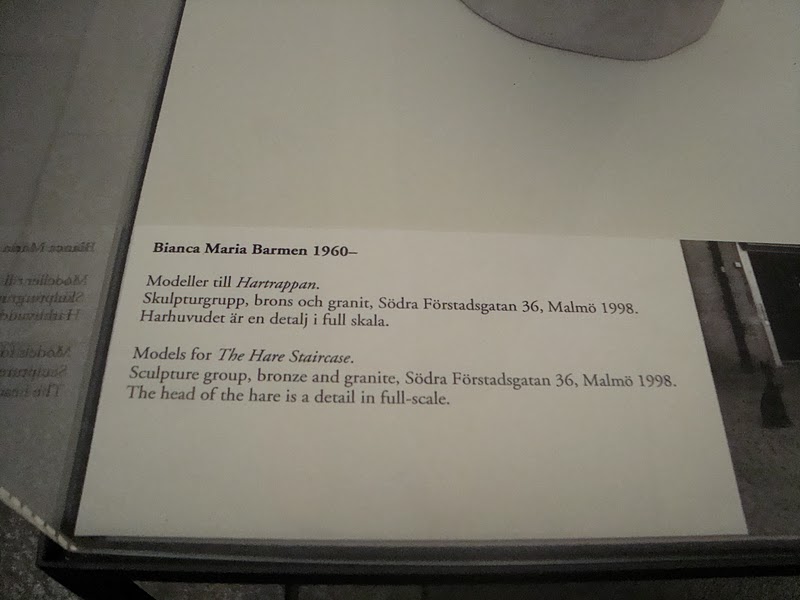 Bianca Maria Barmen 1960–
Modeller till Hartrappan.
Skulpturgrupp, brons och granit, Södra Förstadsgatan 36, Malmö 1998.
Harhuvudet är en detalj i full skala.
Models for The Hare Staircase.
Sculpture group, bronze and granite, Södra Förstadsgatan 36, Malmö 1998.
The head of the hare is a detail in full-scale.